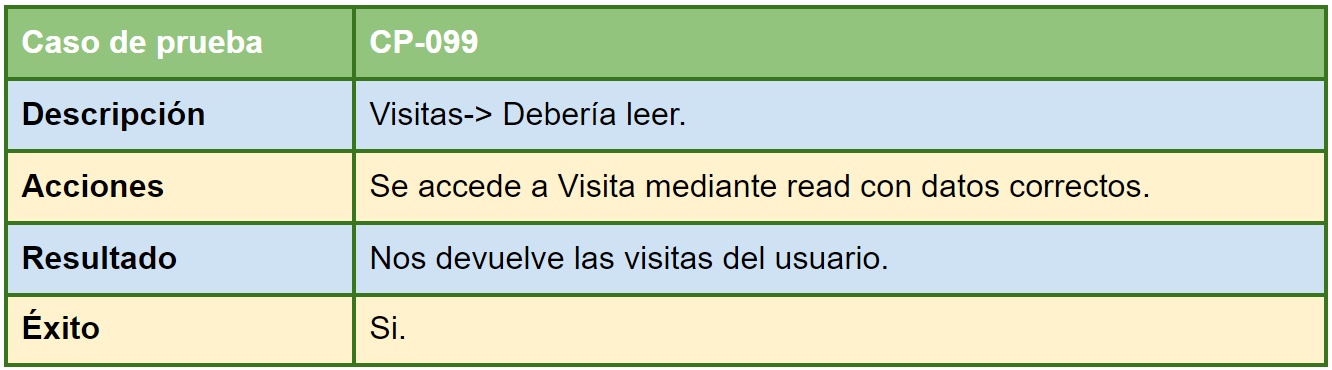 Caso de prueba CP-099
Descripción Visitas-> Debería leer.
Acciones Se accede a Visita mediante read con datos correctos.
Resultado Nos devuelve las visitas del usuario.
Éxito Si.